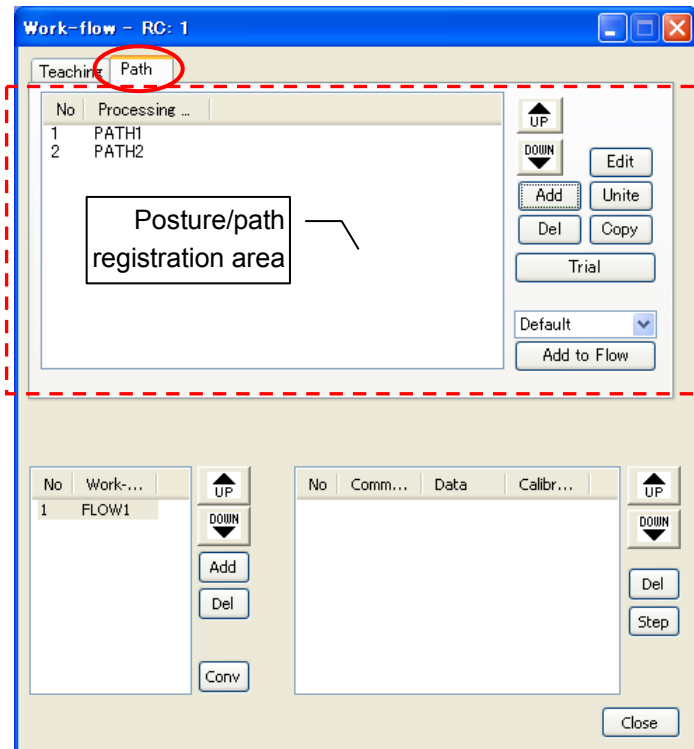 Work-flow - RC: 1
Teaching Path
No Processing ...
1 PATH1
2 PATH2
Posture/path
registration area
UP
DOWN
Edit
Add Unite
Del Copy
Trial
Default
Add to Flow
No Work-...
1 FLOW1
UP
DOWN
Add
Del
Conv
No Comm... Data Calibr...
UP
DOWN
Del
Step
Close